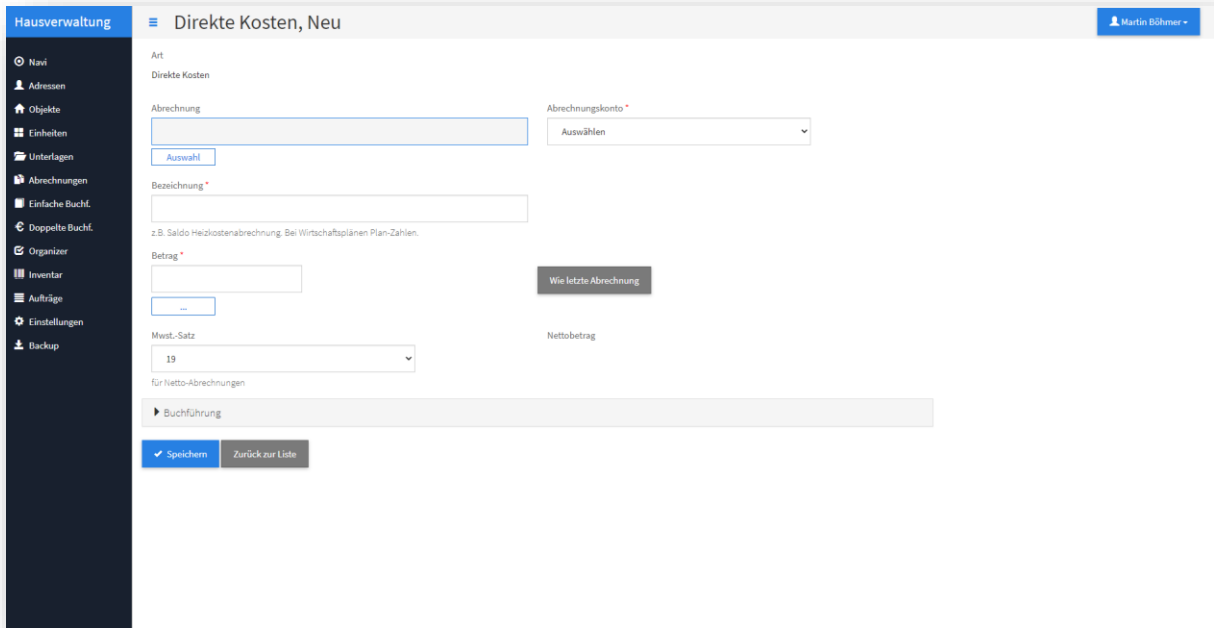 Hausverwaltung
Direkte Kosten, Neu
Martin Böhmer
Navi
Adressen
Objekte
Einheiten
Unterlagen
Abrechnungen
Einfache Buchf.
Doppelte Buchf.
Organizer
Inventar
Aufträge
Einstellungen
Backup
Art
Direkte Kosten
Abrechnung
Abrechnungskonto *
Auswählen
Auswahl
Bezeichnung *
z.B. Saldo Heizkostenabrechnung. Bei Wirtschaftsplänen Plan-Zahlen.
Betrag *
Wie letzte Abrechnung
...
Mwst.-Satz
Nettobetrag
19
für Netto-Abrechnungen
Buchführung
Speichern
Zurück zur Liste